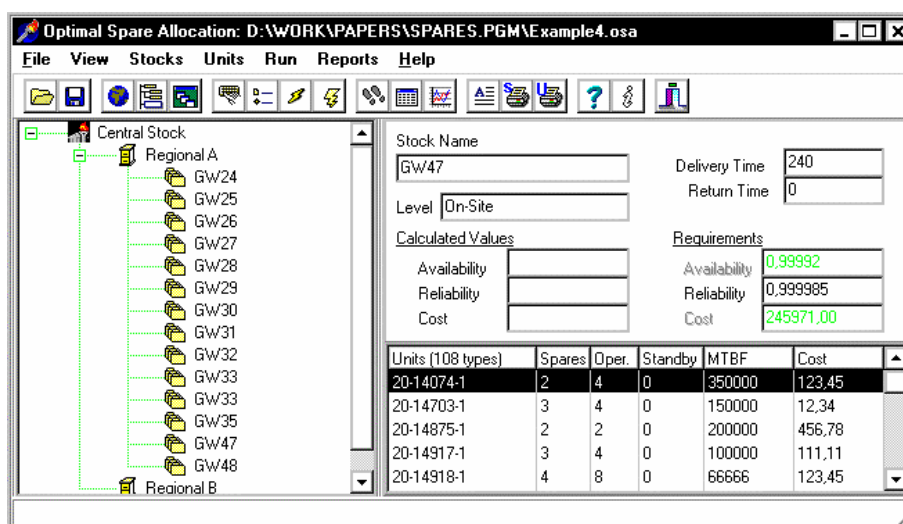 Optimal Spare Allocation: D:\WORK\PAPERS\SPARES.PGM\Example4.osa
File View Stocks Units Run Reports Help
Central Stock
Regional A
GW24
GW25
GW26
GW27
GW28
GW29
GW30
GW31
GW32
GW33
GW33
GW35
GW47
GW48
Regional B
Stock Name
GW47
Level On-Site
Delivery Time 240
Return Time 0
Calculated Values
Availability
Reliability
Cost
Requirements
Availability 0,99992
Reliability 0,999985
Cost 245971,00
Units (108 types) Spares Oper. Standby MTBF Cost
20-14074-1 2 4 0 350000 123,45
20-14703-1 3 4 0 150000 12,34
20-14875-1 2 2 0 200000 456,78
20-14917-1 3 4 0 100000 111,11
20-14918-1 4 8 0 66666 123,45